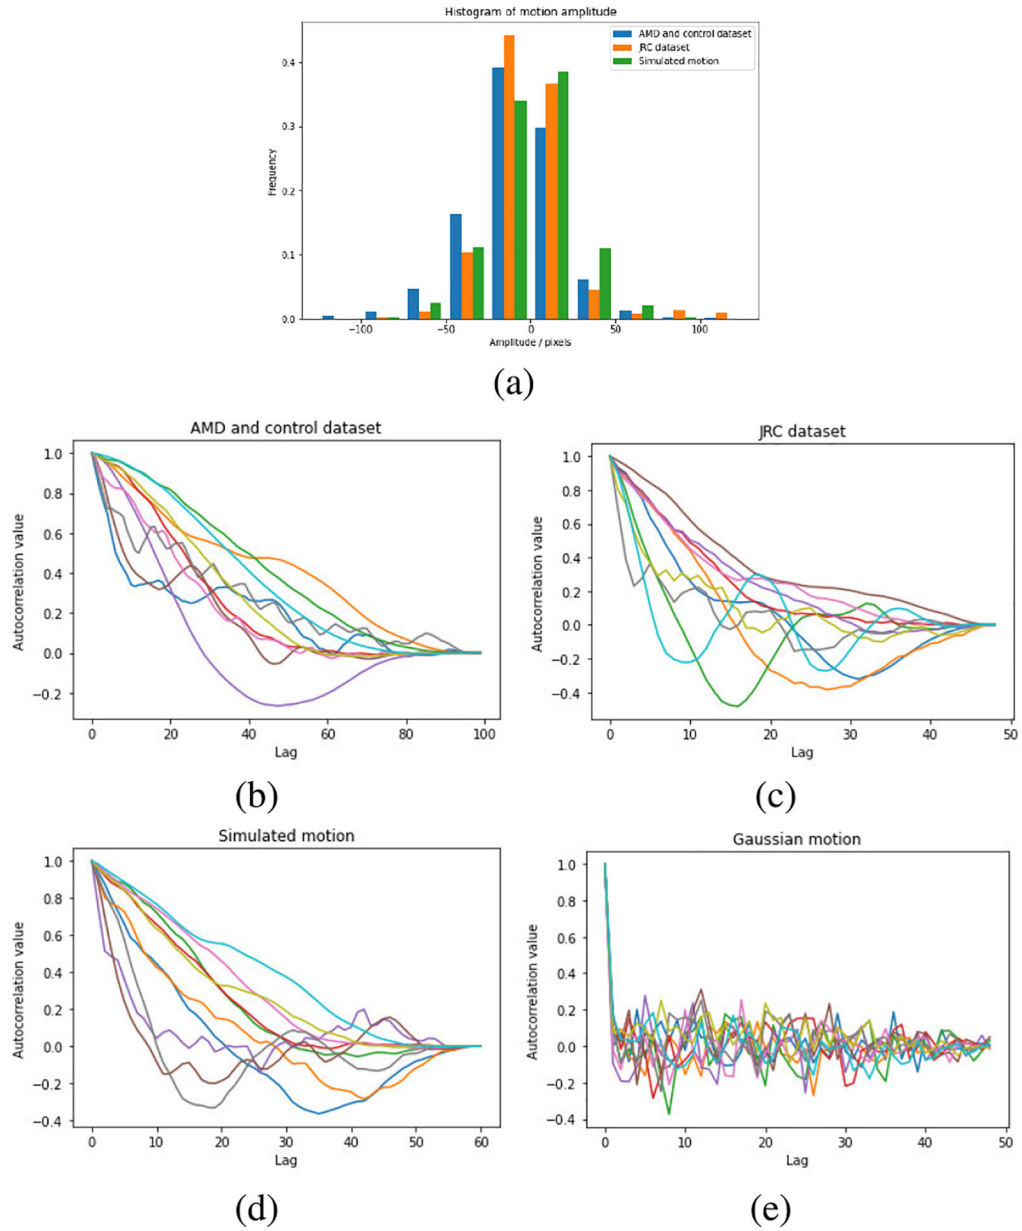 Histogram of motion amplitude
AMD and control dataset
JRC dataset
Simulated motion
0.4
0.3
0.2
0.1
0.0
Frequency
−100 −50 0 50 100
Amplitude / pixels
(a)
AMD and control dataset
1.0
0.8
0.6
0.4
0.2
0.0
−0.2
Autocorrelation value
0 20 40 60 80 100
Lag
(b)
JRC dataset
1.0
0.8
0.6
0.4
0.2
0.0
−0.2
−0.4
Autocorrelation value
0 10 20 30 40 50
Lag
(c)
Simulated motion
1.0
0.8
0.6
0.4
0.2
0.0
−0.2
−0.4
Autocorrelation value
0 10 20 30 40 50 60
Lag
(d)
Gaussian motion
1.0
0.8
0.6
0.4
0.2
0.0
−0.2
−0.4
Autocorrelation value
0 10 20 30 40 50
Lag
(e)